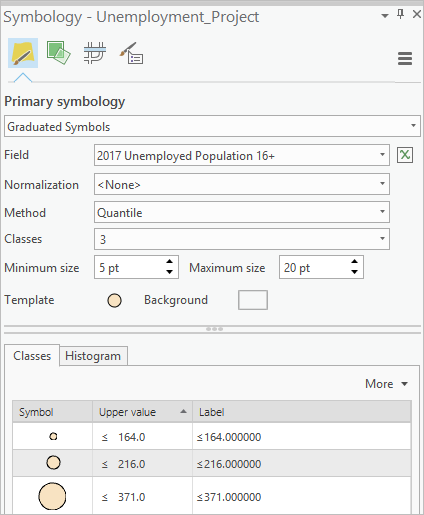 Symbology - Unemployment_Project
Primary symbology
Graduated Symbols
Field 2017 Unemployed Population 16+
Normalization <None>
Method Quantile
Classes 3
Minimum size 5 pt Maximum size 20 pt
Template Background
Classes Histogram
More
Symbol Upper value Label
≤ 164.0 ≤164.000000
≤ 216.0 ≤216.000000
≤ 371.0 ≤371.000000